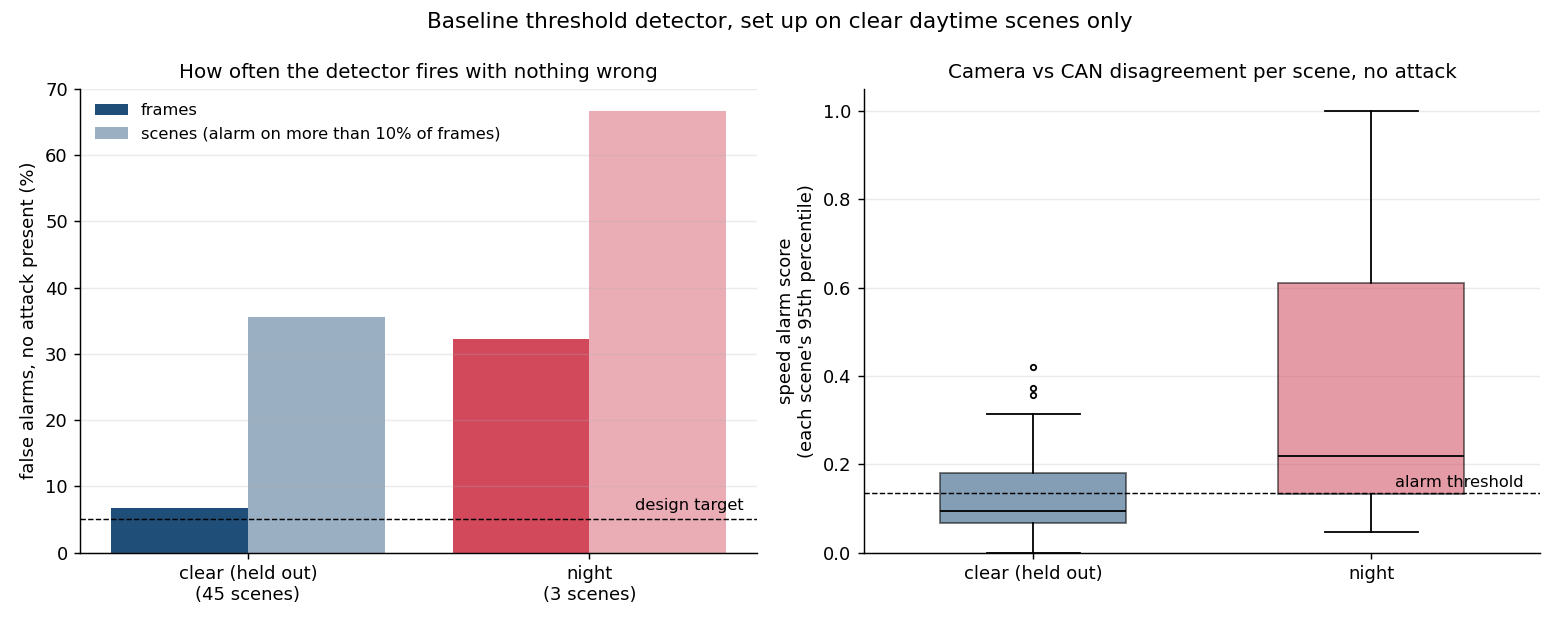 Baseline threshold detector, set up on clear daytime scenes only
How often the detector fires with nothing wrong
false alarms, no attack present (%)
70
60
50
40
30
20
10
0
frames
scenes (alarm on more than 10% of frames)
design target
clear (held out)
(45 scenes)
night
(3 scenes)
Camera vs CAN disagreement per scene, no attack
speed alarm score
(each scene's 95th percentile)
1.0
0.8
0.6
0.4
0.2
0.0
alarm threshold
clear (held out)
night